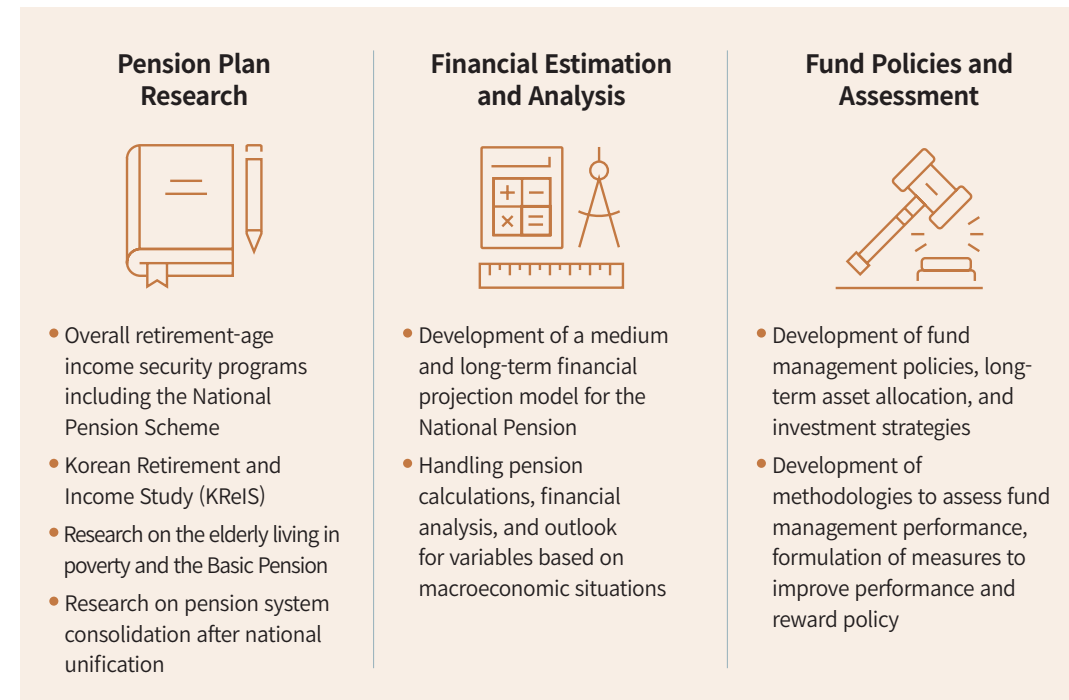 Pension Plan
Research
Overall retirement-age
income security programs
including the National
Pension Scheme
Korean Retirement and
Income Study (KReIS)
Research on the elderly living in
poverty and the Basic Pension
Research on pension system
consolidation after national
unification
Financial Estimation
and Analysis
Development of a medium
and long-term financial
projection model for the
National Pension
Handling pension
calculations, financial
analysis, and outlook
for variables based on
macroeconomic situations
Fund Policies and
Assessment
Development of fund
management policies, long-
term asset allocation, and
investment strategies
Development of
methodologies to assess fund
management performance,
formulation of measures to
improve performance and
reward policy